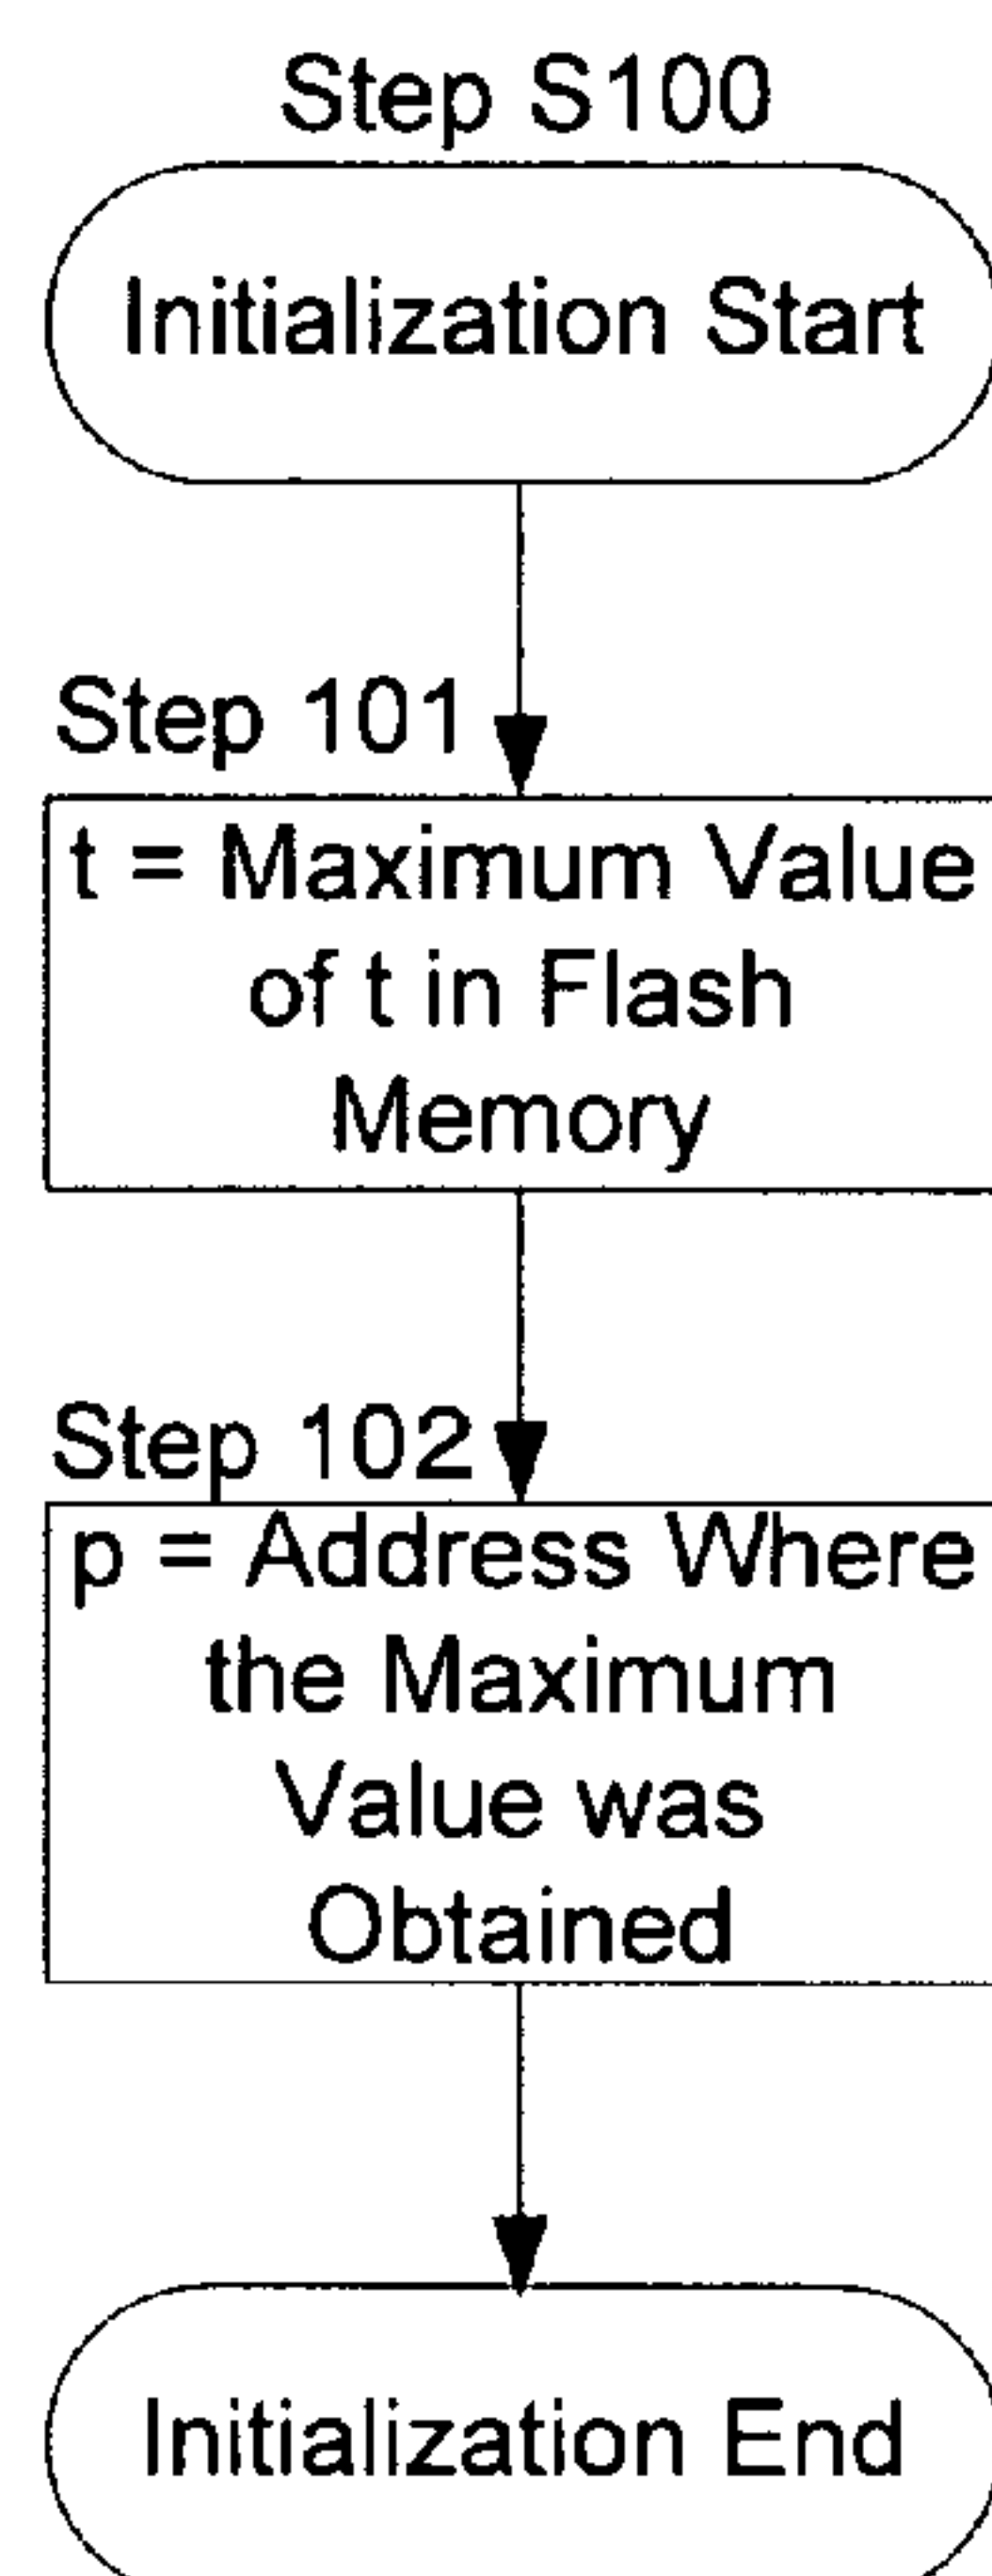 Step S100
Initialization Start
Step 101
t = Maximum Value
of t in Flash
Memory
Step 102
p = Address Where
the Maximum
Value was
Obtained
Initialization End